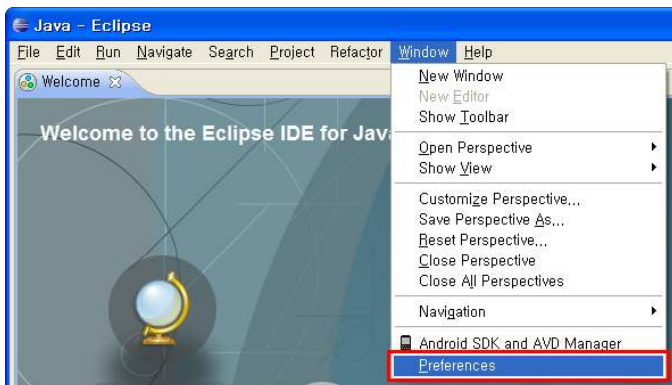 Java - Eclipse
File Edit Run Navigate Search Project Refactor Window Help
Welcome
Welcome to the Eclipse IDE for Jav
New Window
New Editor
Show Toolbar
Open Perspective
Show View
Customize Perspective...
Save Perspective As...
Reset Perspective...
Close Perspective
Close All Perspectives
Navigation
Android SDK and AVD Manager
Preferences